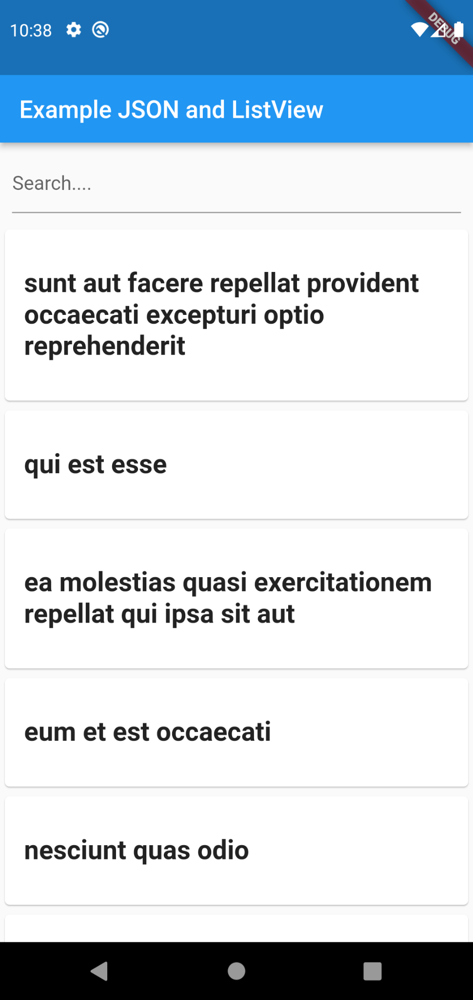 10:38
DEBUG
Example JSON and ListView
Search....
sunt aut facere repellat provident
occaecati excepturi optio
reprehenderit
qui est esse
ea molestias quasi exercitationem
repellat qui ipsa sit aut
eum et est occaecati
nesciunt quas odio